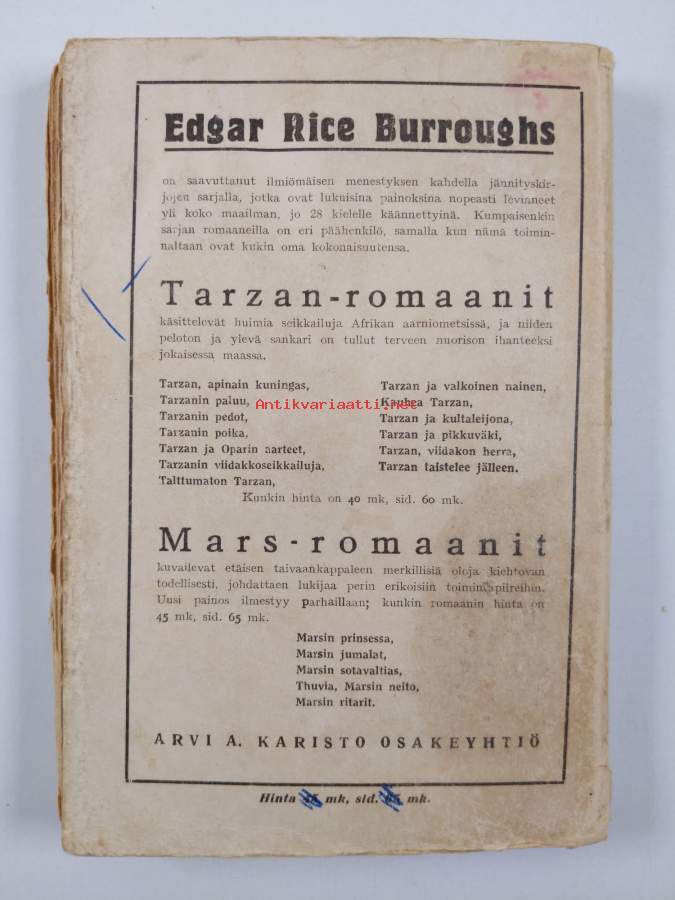 Edgar Rice Burroughs
on saavuttanut ilmiömäisen menestyksen kahdella jännityskir-
jojen sarjalla, jotka ovat lukuisina painoksina nopeasti levinneet
yli koko maailman, jo 28 kielelle käännettyinä. Kumpaisenkin
sarjan romaaneilla on eri päähenkilö, samalla kun nämä toimin-
naltaan ovat kukin oma kokonaisuutensa.
Tarzan-romaanit
käsittelevät huimia seikkailuja Afrikan aarniometsissä, ja niiden
peloton ja ylevä sankari on tullut terveen nuorison ihanteeksi
jokaisessa maassa.
Tarzan, apinain kuningas,
Tarzanin paluu,
Tarzanin pedot,
Tarzanin poika,
Tarzan ja Oparin aarteet,
Tarzanin viidakkoseikkailuja,
Talttumaton Tarzan,
Tarzan ja valkoinen nainen,
Kauhea Tarzan,
Tarzan ja kultaleijona,
Tarzan ja pikkuväki,
Tarzan, viidakon herra,
Tarzan taistelee jälleen.
Antikvariaatti.net
Kunkin hinta on 40 mk, sid. 60 mk.
Mars-romaanit
kuvailevat etäisen taivaankappaleen merkillisiä oloja kiehtovan
todellisesti, johdattaen lukijaa perin erikoisiin toimintapiireihin.
Uusi painos ilmestyy parhaillaan; kunkin romaanin hinta on
45 mk, sid. 65 mk.
Marsin prinsessa,
Marsin jumalat,
Marsin sotavaltias,
Thuvia, Marsin neito,
Marsin ritarit.
ARVI A. KARISTO OSAKEYHTIÖ
Hinta mk, sid. mk.